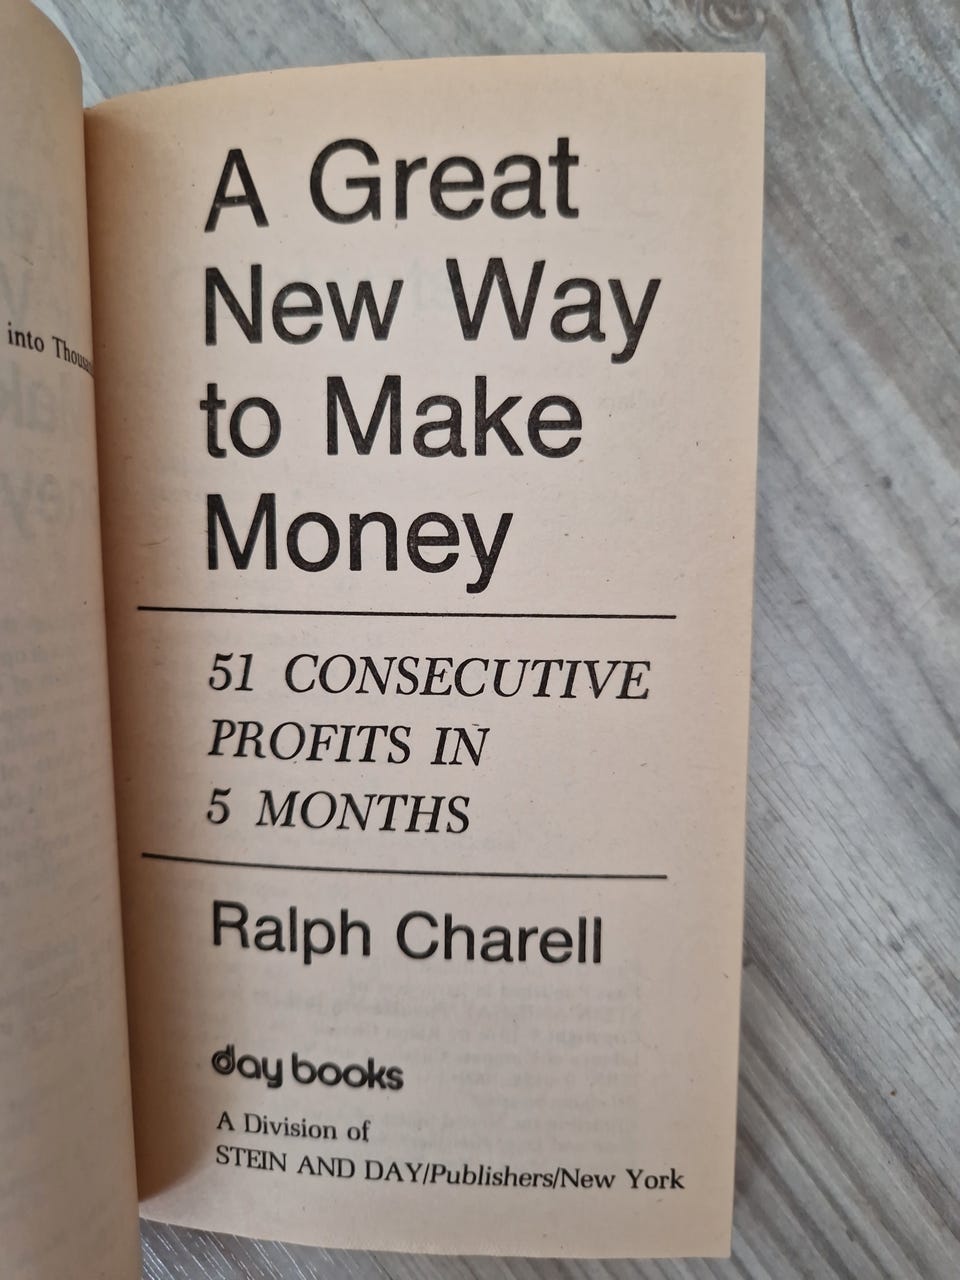 into
A Great
New Way
to Make
Money
51 CONSECUTIVE
PROFITS IN
5 MONTHS
Ralph Charell
day books
A Division of
STEIN AND DAY/Publishers/New York